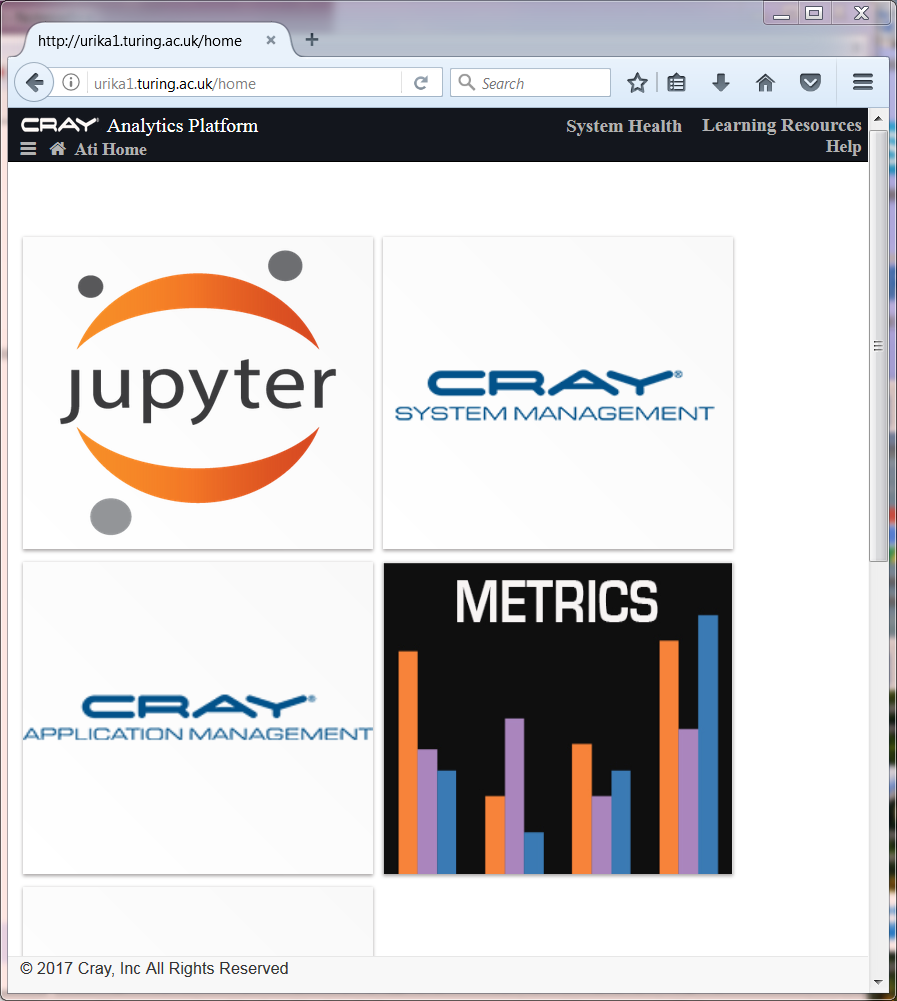 http://urika1.turing.ac.uk/home
urika1.turing.ac.uk/home
Search
CRAY® Analytics Platform
System Health
Learning Resources
Ati Home
Help
jupyter
CRAY®
SYSTEM MANAGEMENT
CRAY®
APPLICATION MANAGEMENT
METRICS
© 2017 Cray, Inc All Rights Reserved